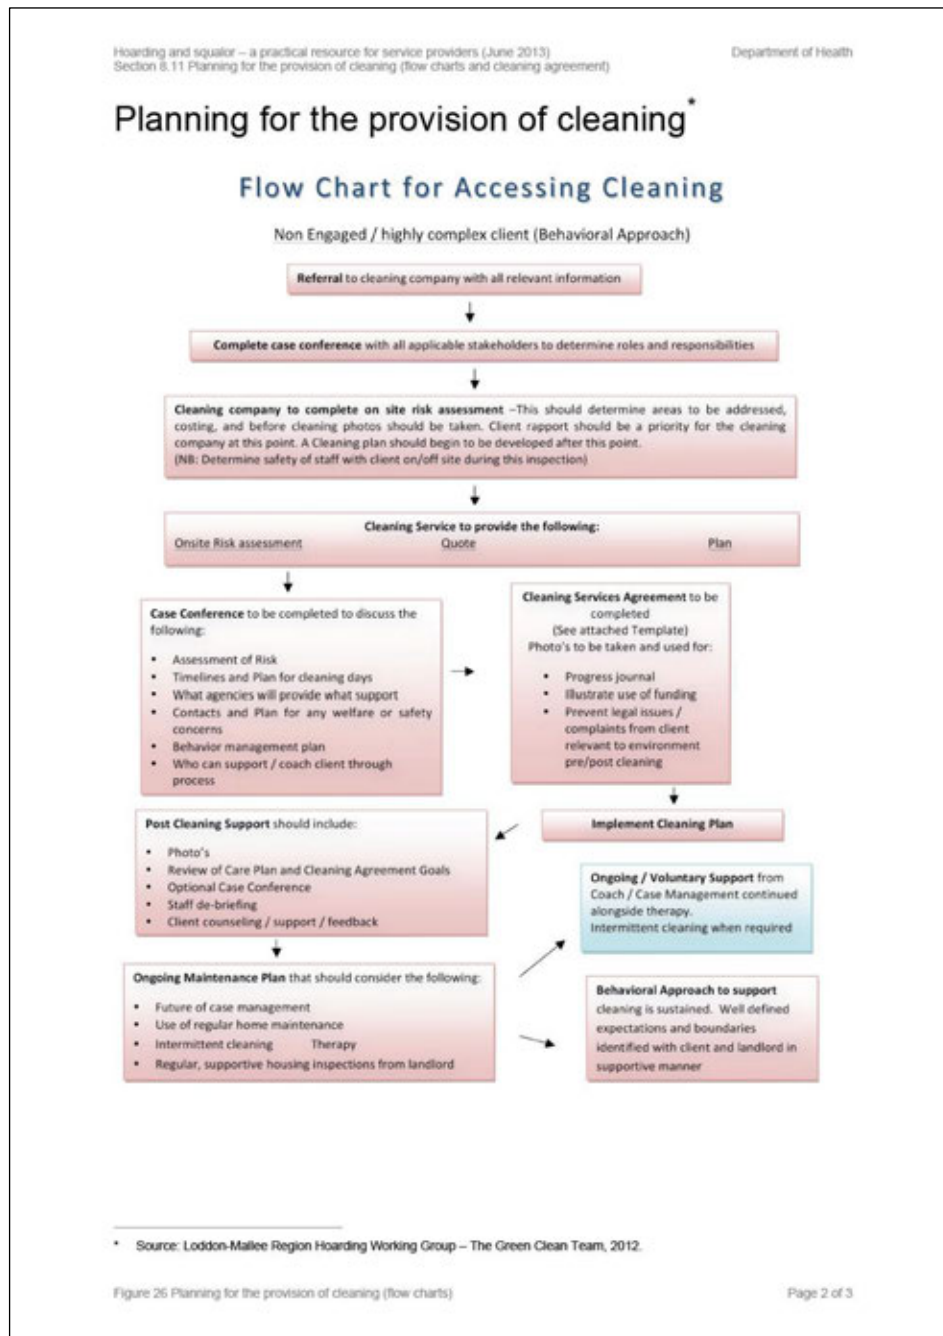 Hoarding and squalor – a practical resource for service providers (June 2013)
Department of Health
Section 8.11 Planning for the provision of cleaning (flow charts and cleaning agreement)
Planning for the provision of cleaning*
Flow Chart for Accessing Cleaning
Non Engaged / highly complex client (Behavioral Approach)
Referral to cleaning company with all relevant information
Complete case conference with all applicable stakeholders to determine roles and responsibilities
Cleaning company to complete on site risk assessment –This should determine areas to be addressed,
costing, and before cleaning photos should be taken. Client rapport should be a priority for the cleaning
company at this point. A Cleaning plan should begin to be developed after this point.
(NB: Determine safety of staff with client on/off site during this inspection)
Cleaning Service to provide the following:
Onsite Risk assessment Quote Plan
Case Conference to be completed to discuss the
following:
• Assessment of Risk
• Timelines and Plan for cleaning days
• What agencies will provide what support
• Contacts and Plan for any welfare or safety
concerns
• Behavior management plan
• Who can support / coach client through
process
Cleaning Services Agreement to be
completed
(See attached Template)
Photo's to be taken and used for:
• Progress journal
• Illustrate use of funding
• Prevent legal issues /
complaints from client
relevant to environment
pre/post cleaning
Implement Cleaning Plan
Post Cleaning Support should include:
• Photo's
• Review of Care Plan and Cleaning Agreement Goals
• Optional Case Conference
• Staff de-briefing
• Client counseling / support / feedback
Ongoing / Voluntary Support from
Coach / Case Management continued
alongside therapy.
Intermittent cleaning when required
Ongoing Maintenance Plan that should consider the following:
• Future of case management
• Use of regular home maintenance
• Intermittent cleaning Therapy
• Regular, supportive housing inspections from landlord
Behavioral Approach to support
cleaning is sustained. Well defined
expectations and boundaries
identified with client and landlord in
supportive manner
* Source: Loddon-Mallee Region Hoarding Working Group – The Green Clean Team, 2012.
Figure 26 Planning for the provision of cleaning (flow charts)
Page 2 of 3